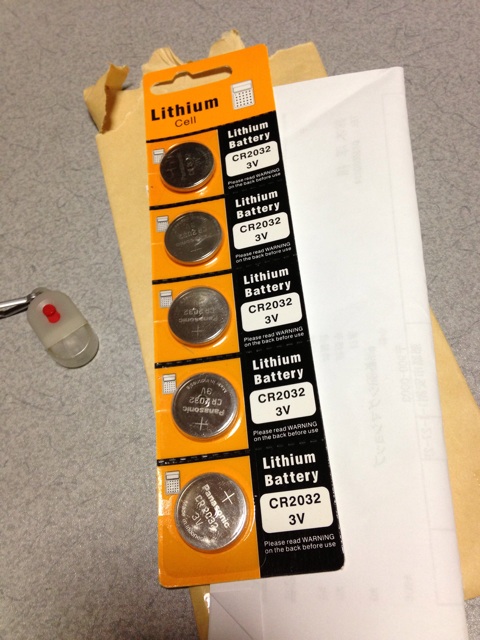 Lithium
Cell
Lithium
Battery
CR2032
3V
Please read WARNING
on the back before use
Lithium
Battery
CR2032
3V
Please read WARNING
on the back before use
Lithium
Battery
CR2032
3V
Please read WARNING
on the back before use
Panasonic
+
Lithium
Battery
CR2032
3V
Please read WARNING
on the back before use
3V
CR2032
Panasonic
+
Lithium
Battery
CR2032
3V
Please read WARNING
on the back before use
+
Panasonic
CR2032
3V